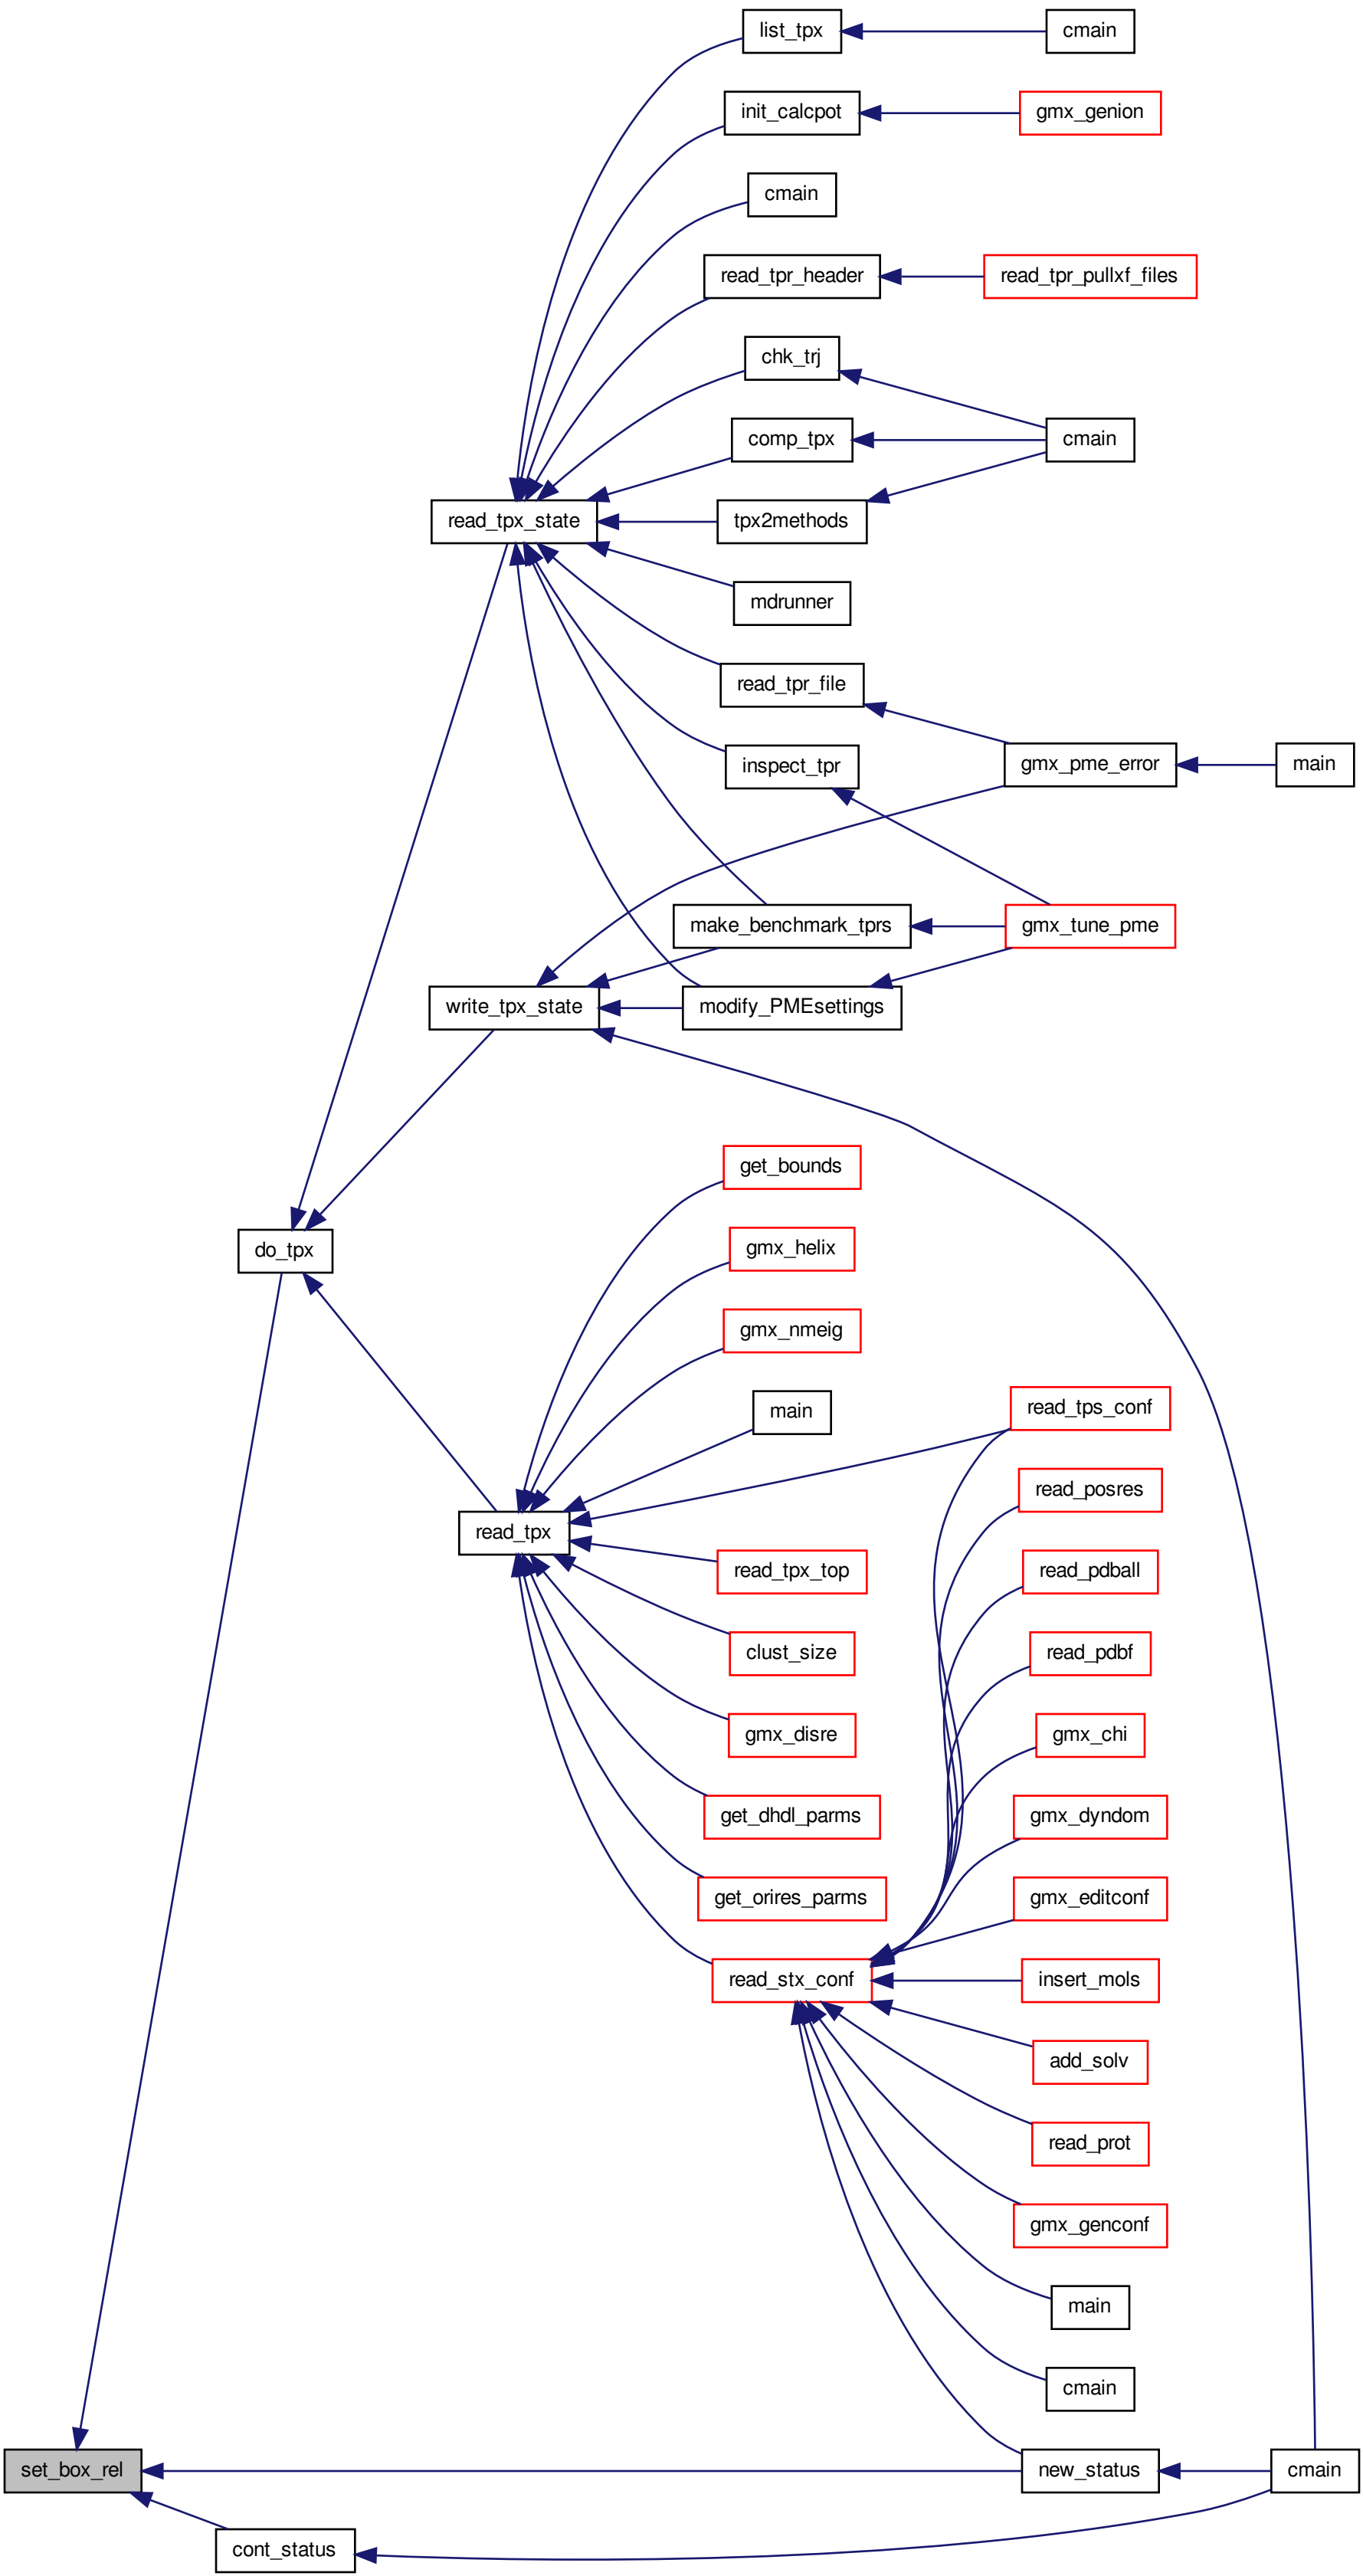 list_tpx
cmain
init_calcpot
gmx_genion
cmain
read_tpr_header
read_tpr_pullxf_files
chk_trj
comp_tpx
cmain
read_tpx_state
tpx2methods
mdrunner
read_tpr_file
inspect_tpr
gmx_pme_error
main
make_benchmark_tprs
gmx_tune_pme
write_tpx_state
modify_PMEsettings
get_bounds
do_tpx
gmx_helix
gmx_nmeig
main
read_tps_conf
read_posres
read_tpx
read_tpx_top
read_pdball
clust_size
read_pdbf
gmx_disre
gmx_chi
get_dhdl_parms
gmx_dyndom
get_orires_parms
gmx_editconf
read_stx_conf
insert_mols
add_solv
read_prot
gmx_genconf
main
cmain
set_box_rel
new_status
cmain
cont_status